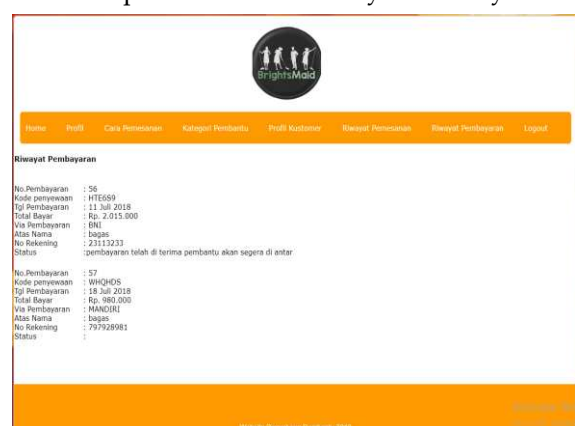 BrightsMaid
Home Profil Cara Pemesanan Kategori Pembantu Profil Kustomer Riwayat Pemesanan Riwayat Pembayaran Logout
Riwayat Pembayaran
No.Pembayaran : 56
Kode penyewaan : HTE6S9
Tgl Pembayaran : 11 Juli 2018
Total Bayar : Rp. 2.015.000
Via Pembayaran : BNI
Atas Nama : bagas
No Rekening : 23113233
Status :pembayaran telah di terima pembantu akan segera di antar
No.Pembayaran : 57
Kode penyewaan : WHQHDS
Tgl Pembayaran : 18 Juli 2018
Total Bayar : Rp. 980.000
Via Pembayaran : MANDIRI
Atas Nama : bagas
No Rekening : 797928981
Status :